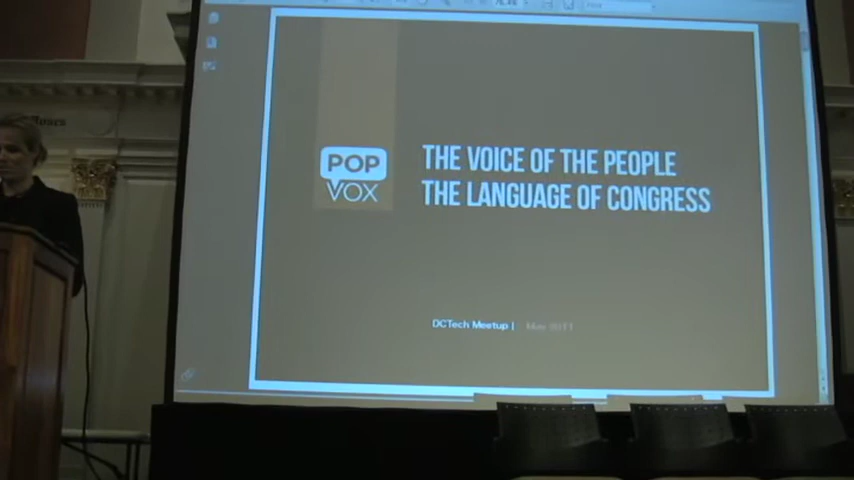 POP
VOX
THE VOICE OF THE PEOPLE
THE LANGUAGE OF CONGRESS
DCTech Meetup |